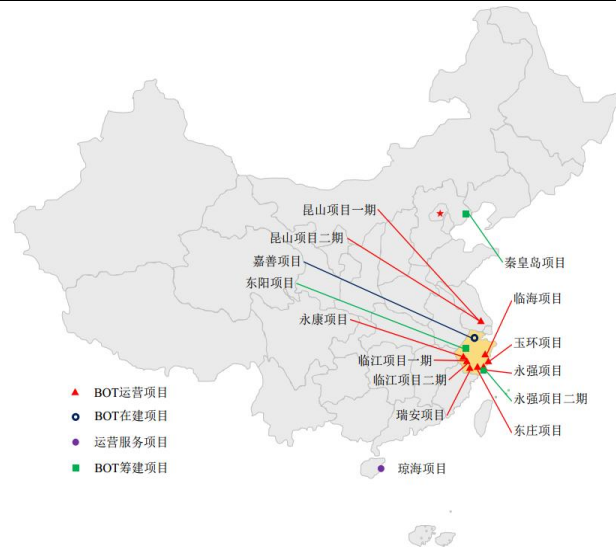 昆山项目一期
昆山项目二期
嘉善项目
东阳项目
秦皇岛项目
临海项目
永康项目
玉环项目
临江项目一期
永强项目
临江项目二期
永强项目二期
瑞安项目
东庄项目
琼海项目
BOT运营项目
BOT在建项目
运营服务项目
BOT筹建项目